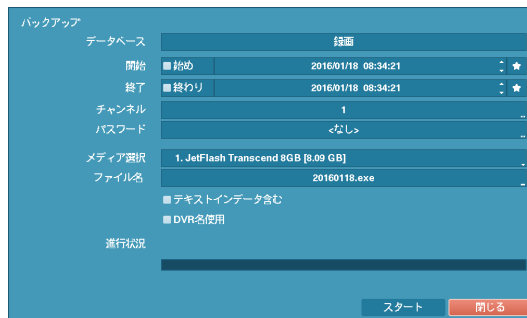 バックアップ
データベース 録画
開始 始め 2016/01/18 08:34:21
終了 終わり 2016/01/18 08:34:21
チャンネル 1
パスワード <なし>
メディア選択 1. JetFlash Transcend 8GB [8.09 GB]
ファイル名 20160118.exe
テキストインデータ含む
DVR名使用
進行状況
スタート 閉じる